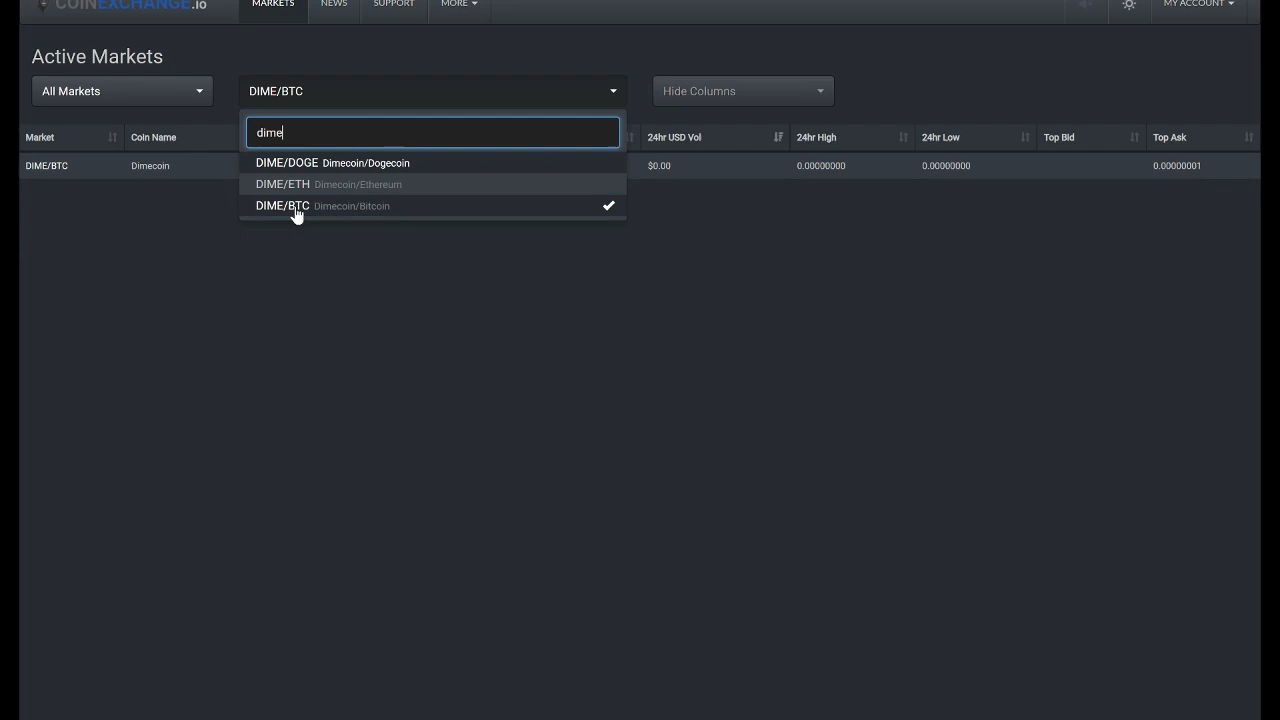 COINEXCHANGE.io MARKETS NEWS SUPPORT MORE MY ACCOUNT
Active Markets
All Markets DIME/BTC Hide Columns
dime
Market Coin Name 24hr USD Vol 24hr High 24hr Low Top Bid Top Ask
DIME/BTC Dimecoin $0.00 0.00000000 0.00000000 0.00000001
DIME/DOGE Dimecoin/Dogecoin
DIME/ETH Dimecoin/Ethereum
DIME/BTC Dimecoin/Bitcoin